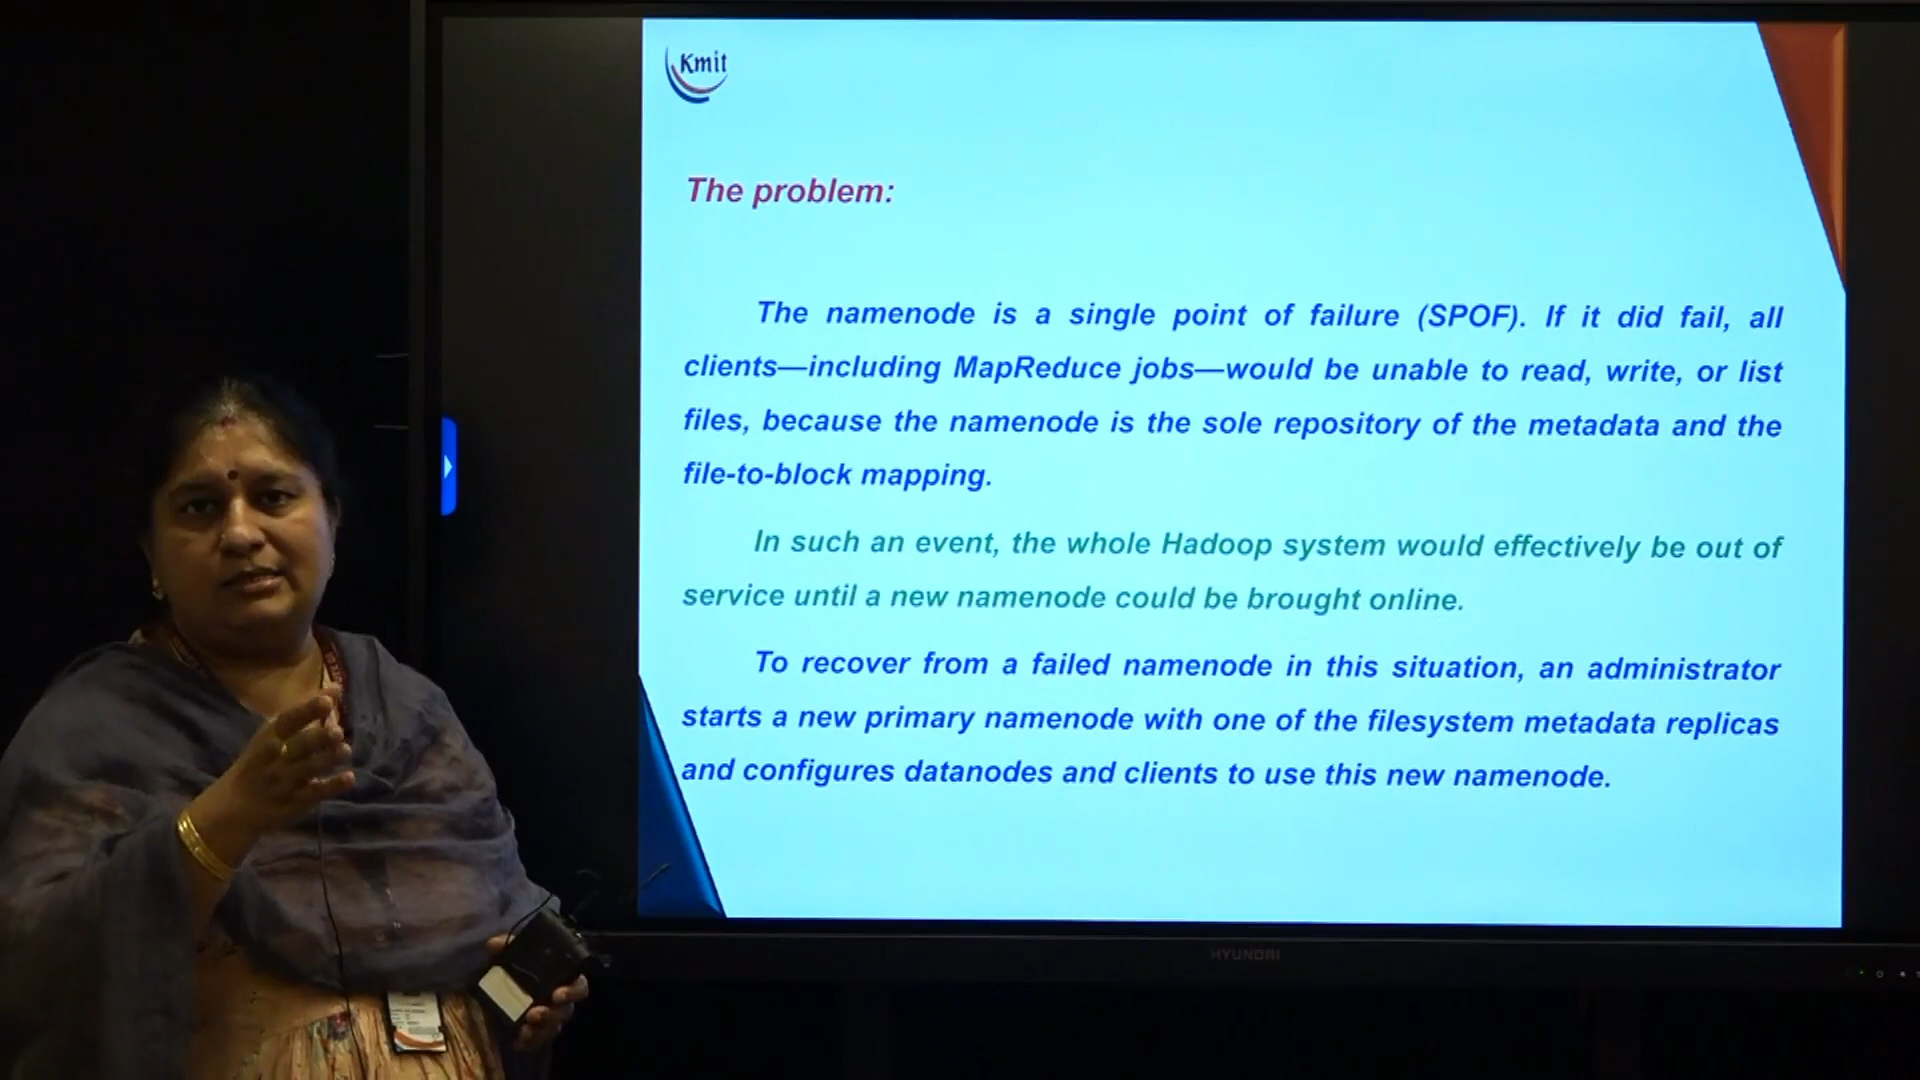 Kmit
The problem:
The namenode is a single point of failure (SPOF). If it did fail, all
clients—including MapReduce jobs—would be unable to read, write, or list
files, because the namenode is the sole repository of the metadata and the
file-to-block mapping.
In such an event, the whole Hadoop system would effectively be out of
service until a new namenode could be brought online.
To recover from a failed namenode in this situation, an administrator
starts a new primary namenode with one of the filesystem metadata replicas
and configures datanodes and clients to use this new namenode.
HYUNDAI